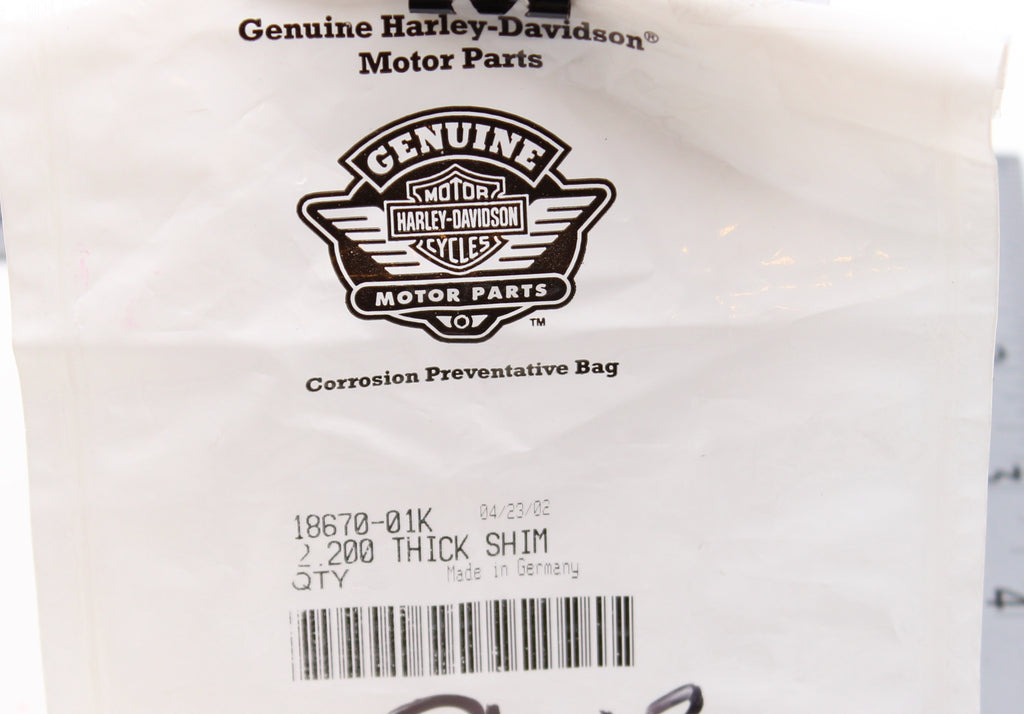 Genuine Harley-Davidson®
Motor Parts
GENUINE
MOTOR
HARLEY-DAVIDSON
CYCLES
MOTOR PARTS
TM
Corrosion Preventative Bag
18670-01K 04/23/02
2.200 THICK SHIM
QTY Made in Germany
4